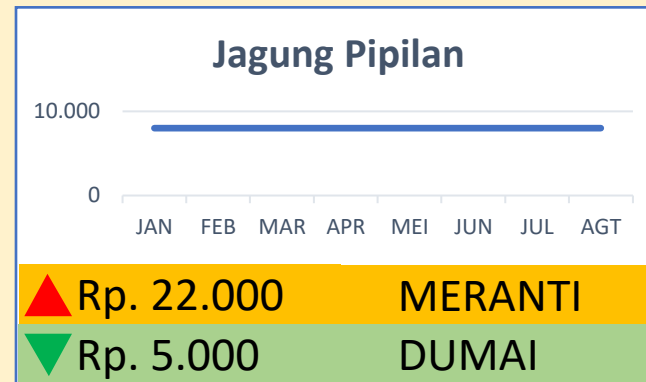 Jagung Pipilan
10.000
0
JAN FEB MAR APR MEI JUN JUL AGT
Rp. 22.000 MERANTI
Rp. 5.000 DUMAI